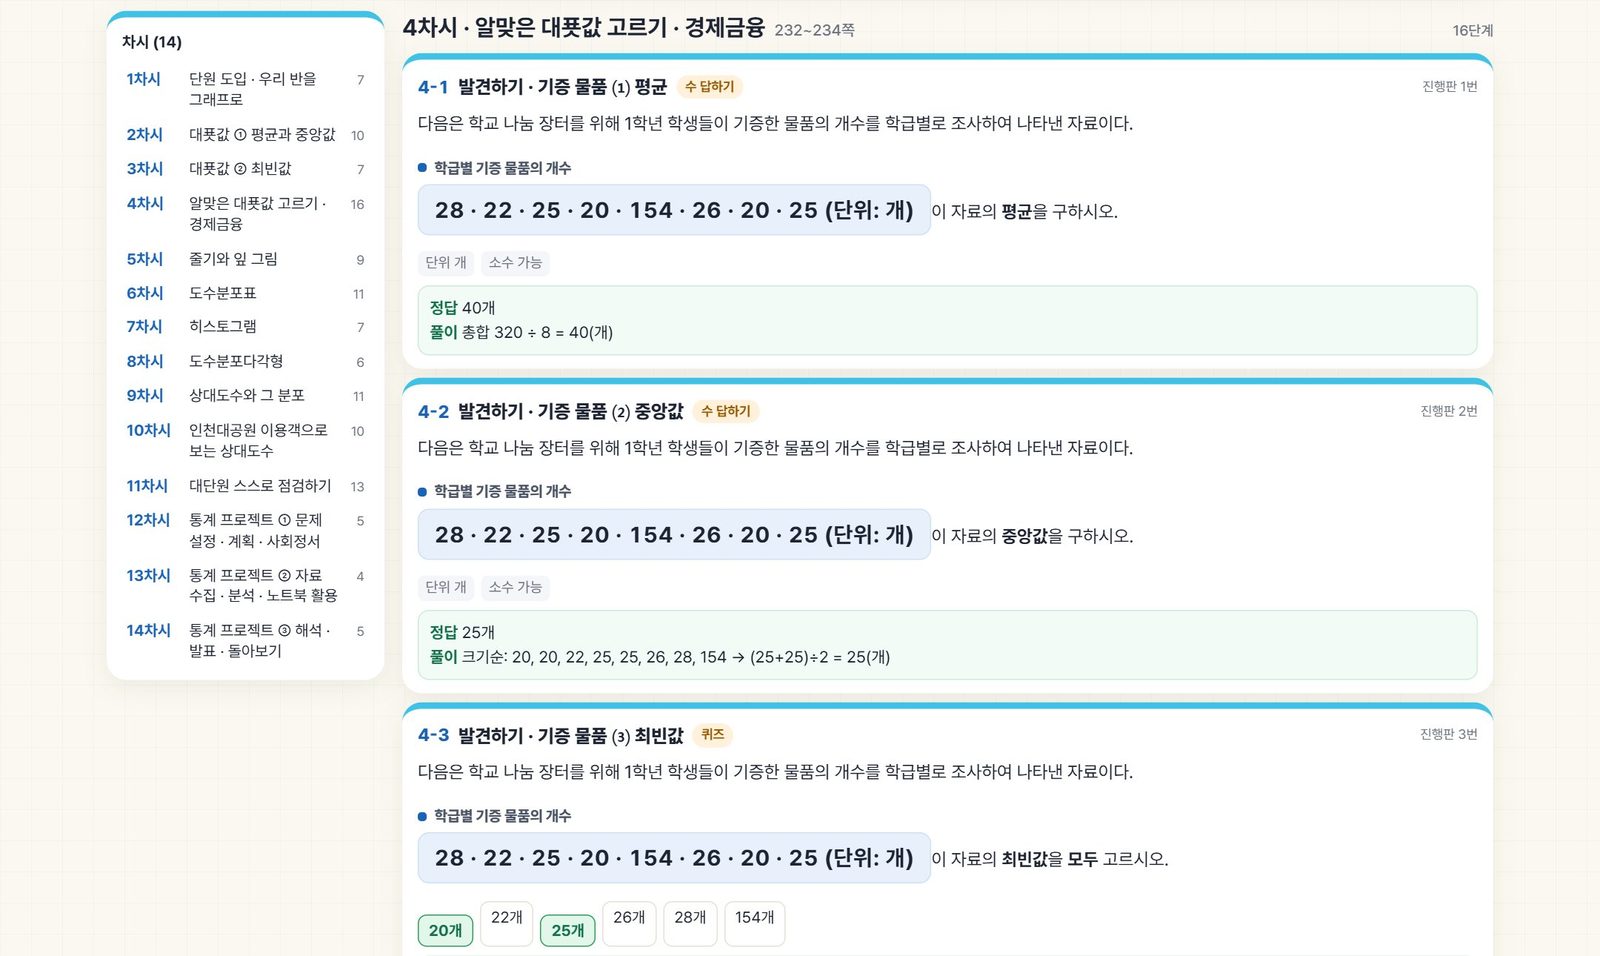 차시 (14)
1차시 단원 도입 · 우리 반을 7
그래프로
2차시 대푯값 ① 평균과 중앙값 10
3차시 대푯값 ② 최빈값 7
4차시 알맞은 대푯값 고르기 · 16
경제금융
5차시 줄기와 잎 그림 9
6차시 도수분포표 11
7차시 히스토그램 7
8차시 도수분포다각형 6
9차시 상대도수와 그 분포 11
10차시 인천대공원 이용객으로 10
보는 상대도수
11차시 대단원 스스로 점검하기 13
12차시 통계 프로젝트 ① 문제 5
설정 · 계획 · 사회정서
13차시 통계 프로젝트 ② 자료 4
수집 · 분석 · 노트북 활용
14차시 통계 프로젝트 ③ 해석 · 5
발표 · 돌아보기
4차시 · 알맞은 대푯값 고르기 · 경제금융 232~234쪽 16단계
4-1 발견하기 · 기증 물품 (1) 평균 수 답하기 진행판 1번
다음은 학교 나눔 장터를 위해 1학년 학생들이 기증한 물품의 개수를 학급별로 조사하여 나타낸 자료이다.
학급별 기증 물품의 개수
28 · 22 · 25 · 20 · 154 · 26 · 20 · 25 (단위: 개) 이 자료의 평균을 구하시오.
단위 개 소수 가능
정답 40개
풀이 총합 320 ÷ 8 = 40(개)
4-2 발견하기 · 기증 물품 (2) 중앙값 수 답하기 진행판 2번
다음은 학교 나눔 장터를 위해 1학년 학생들이 기증한 물품의 개수를 학급별로 조사하여 나타낸 자료이다.
학급별 기증 물품의 개수
28 · 22 · 25 · 20 · 154 · 26 · 20 · 25 (단위: 개) 이 자료의 중앙값을 구하시오.
단위 개 소수 가능
정답 25개
풀이 크기순: 20, 20, 22, 25, 25, 26, 28, 154 → (25+25)÷2 = 25(개)
4-3 발견하기 · 기증 물품 (3) 최빈값 퀴즈 진행판 3번
다음은 학교 나눔 장터를 위해 1학년 학생들이 기증한 물품의 개수를 학급별로 조사하여 나타낸 자료이다.
학급별 기증 물품의 개수
28 · 22 · 25 · 20 · 154 · 26 · 20 · 25 (단위: 개) 이 자료의 최빈값을 모두 고르시오.
20개 22개 25개 26개 28개 154개